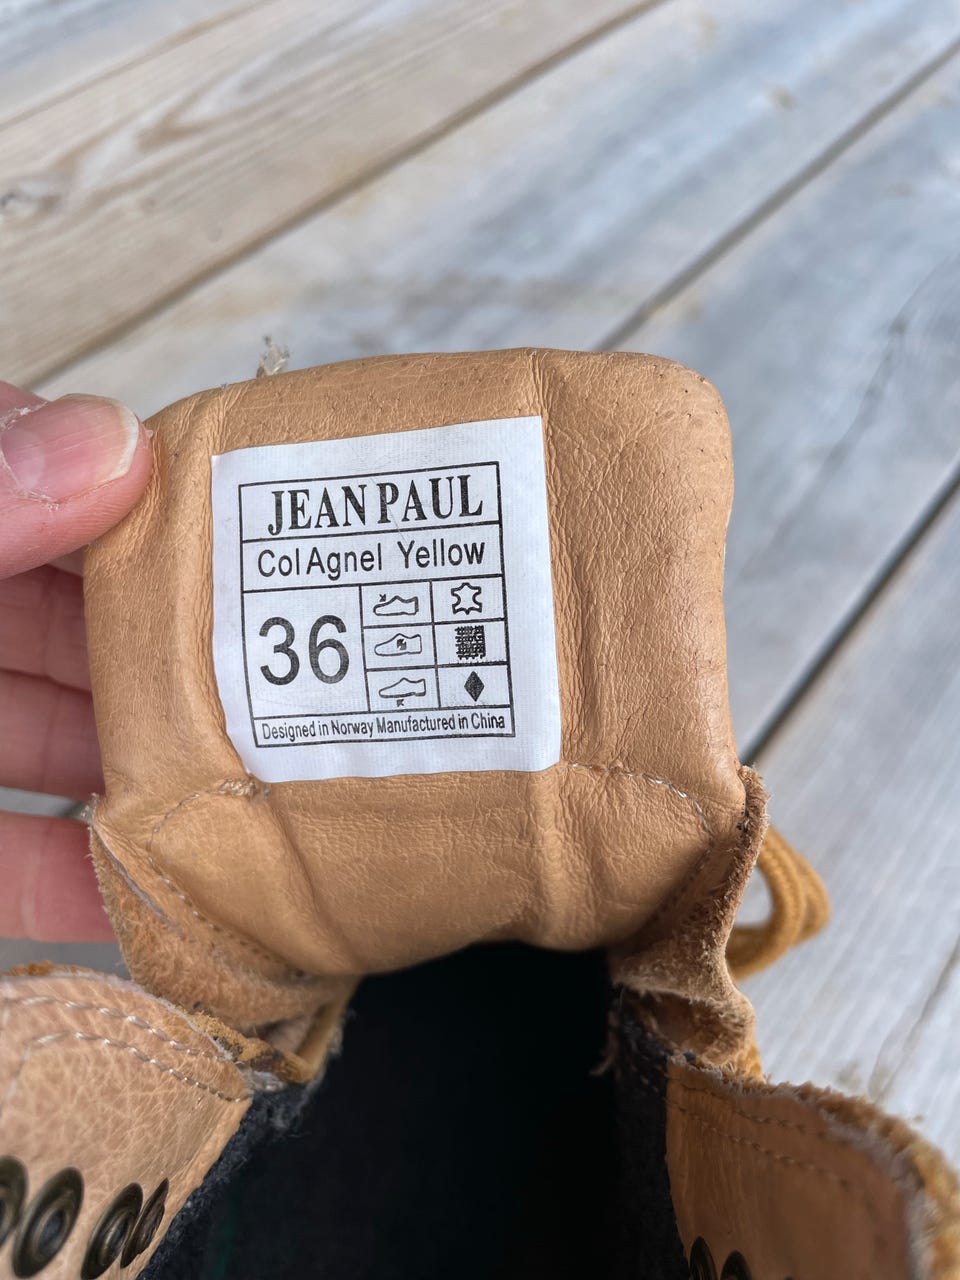 JEAN PAUL
Col Agnel Yellow
36
Designed in Norway Manufactured in China